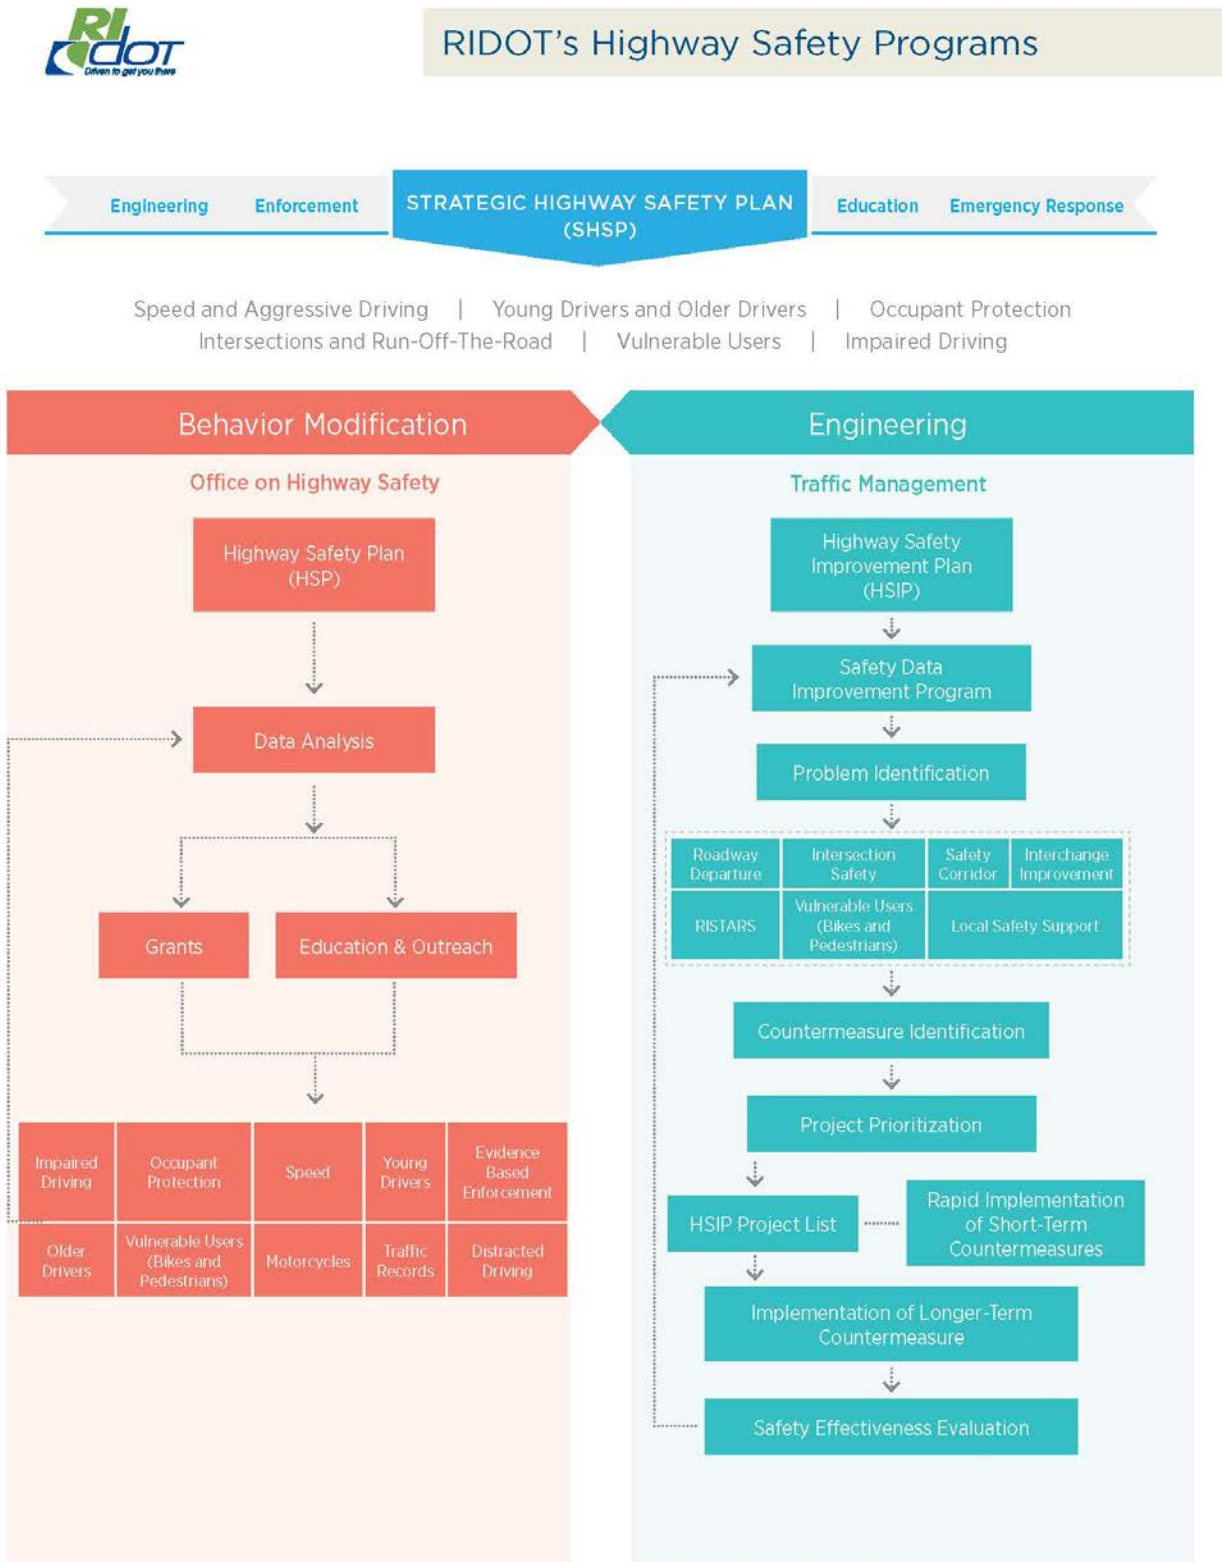 RI
DOT
Driven to get you there
RIDOT's Highway Safety Programs
Engineering
Enforcement
STRATEGIC HIGHWAY SAFETY PLAN
(SHSP)
Education
Emergency Response
Speed and Aggressive Driving | Young Drivers and Older Drivers | Occupant Protection
Intersections and Run-Off-The-Road | Vulnerable Users | Impaired Driving
Behavior Modification
Office on Highway Safety
Highway Safety Plan
(HSP)
Data Analysis
Grants
Education & Outreach
Impaired
Driving
Occupant
Protection
Speed
Young
Drivers
Evidence
Based
Enforcement
Older
Drivers
Vulnerable Users
(Bikes and
Pedestrians)
Motorcycles
Traffic
Records
Distracted
Driving
Engineering
Traffic Management
Highway Safety
Improvement Plan
(HSIP)
Safety Data
Improvement Program
Problem Identification
Roadway
Departure
Intersection
Safety
Safety
Corridor
Interchange
Improvement
RISTARS
Vulnerable Users
(Bikes and
Pedestrians)
Local Safety Support
Countermeasure Identification
Project Prioritization
HSIP Project List
Rapid Implementation
of Short-Term
Countermeasures
Implementation of Longer-Term
Countermeasure
Safety Effectiveness Evaluation